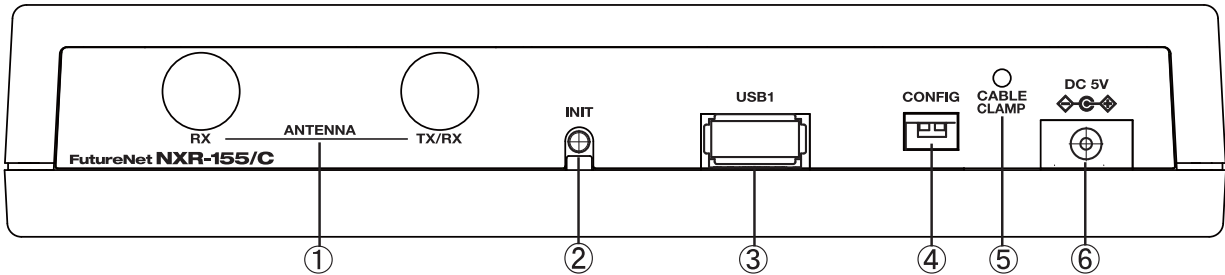 USB1
CONFIG
CABLE
CLAMP
DC 5V
INIT
RX
ANTENNA
TX/RX
FutureNet NXR-155/C
① ② ③ ④ ⑤ ⑥